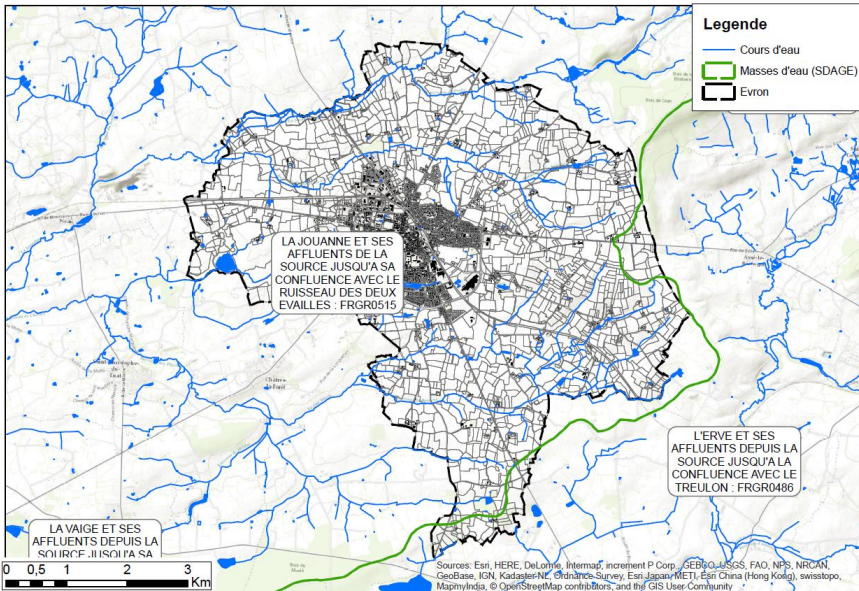 Legende
Cours d'eau
Masses d'eau (SDAGE)
Evron
LA JOUANNE ET SES
AFFLUENTS DE LA
SOURCE JUSQU'A SA
CONFLUENCE AVEC LE
RUISSEAU DES DEUX
EVAILLES : FRGR0515
L'ERVE ET SES
AFFLUENTS DEPUIS LA
SOURCE JUSQU'A LA
CONFLUENCE AVEC LE
TREULON : FRGR0486
LA VAIGE ET SES
AFFLUENTS DEPUIS LA
SOURCE JUSQU'A SA
0 0,5 1 2 3
Km
Sources: Esri, HERE, DeLorme, Intermap, increment P Corp., GEBCO, USGS, FAO, NPS, NRCAN,
GeoBase, IGN, Kadaster NL, Ordnance Survey, Esri Japan, METI, Esri China (Hong Kong), swisstopo,
MapmyIndia, © OpenStreetMap contributors, and the GIS User Community